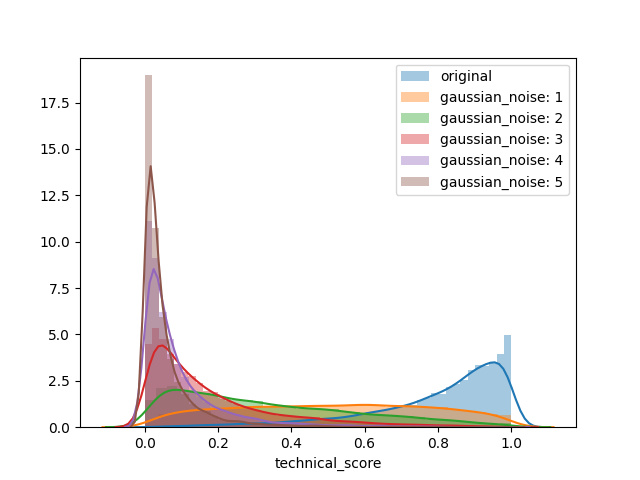 17.5
15.0
12.5
10.0
7.5
5.0
2.5
0.0
0.0 0.2 0.4 0.6 0.8 1.0
technical_score
original
gaussian_noise: 1
gaussian_noise: 2
gaussian_noise: 3
gaussian_noise: 4
gaussian_noise: 5